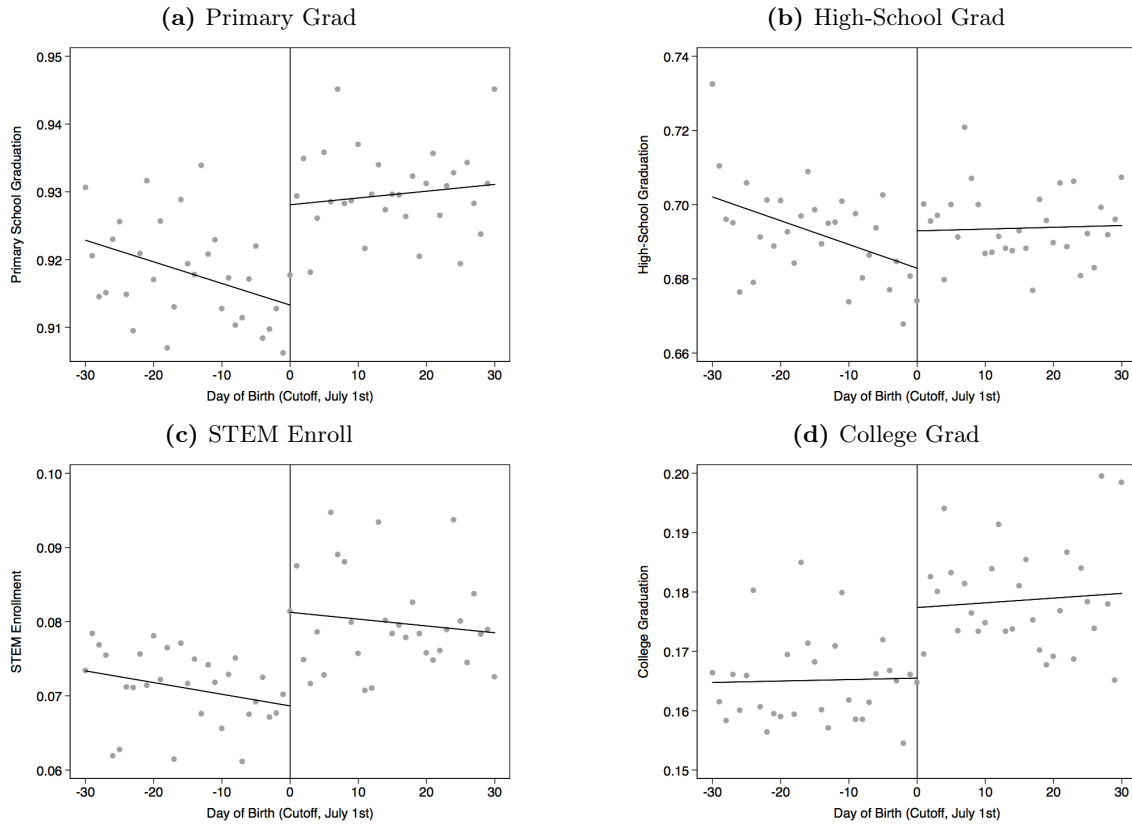 (a) Primary Grad
0.95
0.94
0.93
0.92
0.91
Primary School Graduation
-30 -20 -10 0 10 20 30
Day of Birth (Cutoff, July 1st)
(b) High-School Grad
0.74
0.72
0.70
0.68
0.66
High-School Graduation
-30 -20 -10 0 10 20 30
Day of Birth (Cutoff, July 1st)
(c) STEM Enroll
0.10
0.09
0.08
0.07
0.06
STEM Enrollment
-30 -20 -10 0 10 20 30
Day of Birth (Cutoff, July 1st)
(d) College Grad
0.20
0.19
0.18
0.17
0.16
0.15
College Graduation
-30 -20 -10 0 10 20 30
Day of Birth (Cutoff, July 1st)